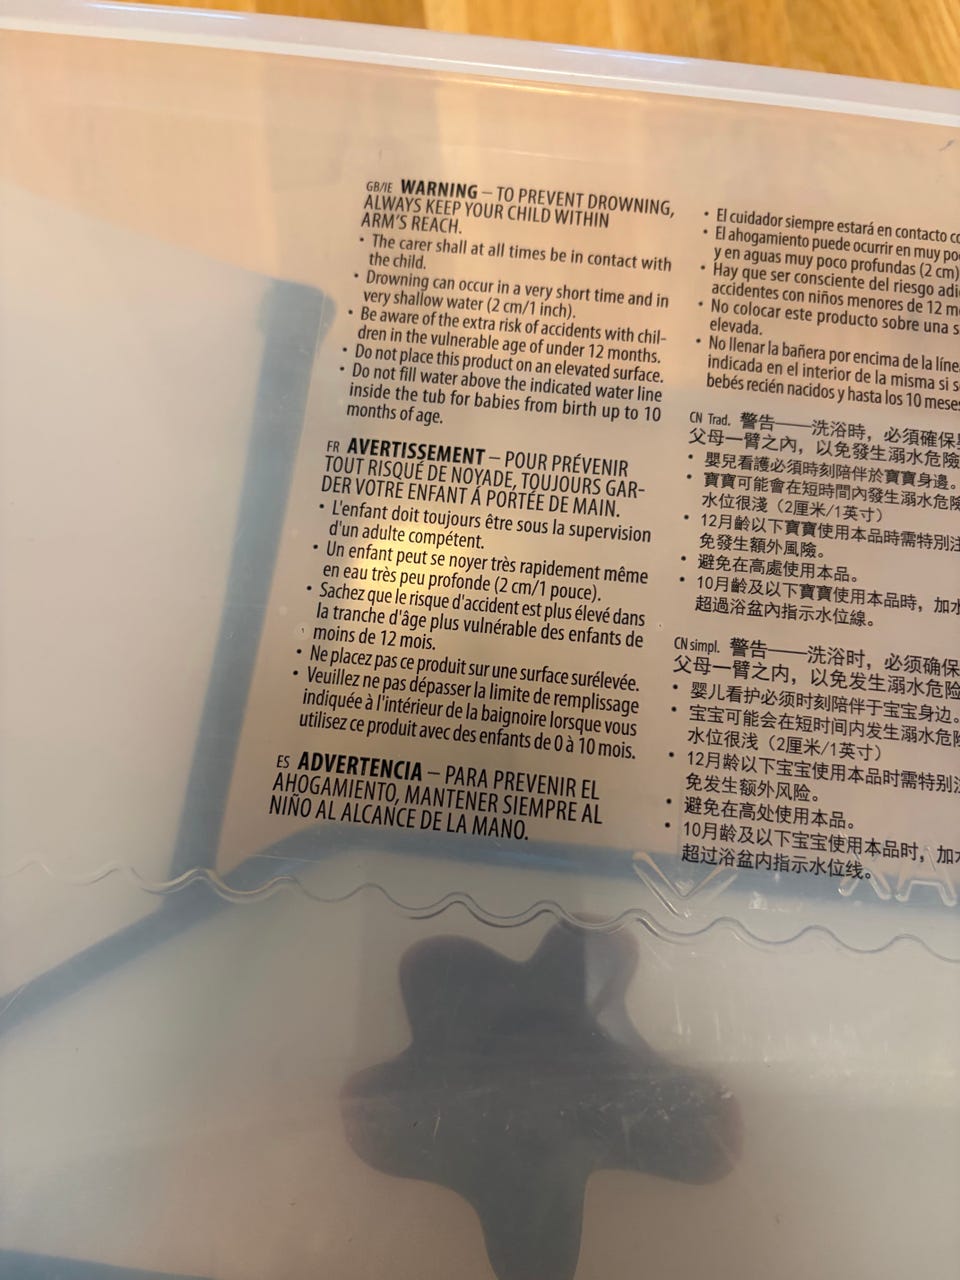 GB/IE WARNING – TO PREVENT DROWNING,
ALWAYS KEEP YOUR CHILD WITHIN
ARM'S REACH.
• The carer shall at all times be in contact with
the child.
• Drowning can occur in a very short time and in
very shallow water (2 cm/1 inch).
• Be aware of the extra risk of accidents with chil-
dren in the vulnerable age of under 12 months.
• Do not place this product on an elevated surface.
• Do not fill water above the indicated water line
inside the tub for babies from birth up to 10
months of age.
FR AVERTISSEMENT – POUR PRÉVENIR
TOUT RISQUÉ DE NOYADE, TOUJOURS GAR-
DER VOTRE ENFANT À PORTÉE DE MAIN.
• L'enfant doit toujours être sous la supervision
d'un adulte compétent.
• Un enfant peut se noyer très rapidement même
en eau très peu profonde (2 cm/1 pouce).
• Sachez que le risque d'accident est plus élevé dans
la tranche d'âge plus vulnérable des enfants de
moins de 12 mois.
• Ne placez pas ce produit sur une surface surélevée.
• Veuillez ne pas dépasser la limite de remplissage
indiquée à l'intérieur de la baignoire lorsque vous
utilisez ce produit avec des enfants de 0 à 10 mois.
ES ADVERTENCIA – PARA PREVENIR EL
AHOGAMIENTO, MANTENER SIEMPRE AL
NIÑO AL ALCANCE DE LA MANO.
• El cuidador siempre estará en contacto
• El ahogamiento puede ocurrir en muy
y en aguas muy poco profundas (2 cm)
• Hay que ser consciente del riesgo
accidentes con niños menores de 12
• No colocar este producto sobre una
elevada.
• No llenar la bañera por encima de la
indicada en el interior de la misma si
bebés recién nacidos y hasta los 10 meses
CN Trad. 警告——洗浴時，必須確保
父母一臂之內，以免發生溺水危險
• 嬰兒看護必須時刻陪伴於寶寶身邊。
• 寶寶可能會在短時間內發生溺水危險
水位很淺（2厘米/1英寸）
• 12月齡以下寶寶使用本品時需特別
免發生額外風險。
• 避免在高處使用本品。
• 10月齡及以下寶寶使用本品時，加水
超過浴盆內指示水位線。
CN simpl. 警告——洗浴时，必须确保
父母一臂之内，以免发生溺水危险
• 婴儿看护必须时刻陪伴于宝宝身边。
• 宝宝可能会在短时间内发生溺水危险
水位很浅（2厘米/1英寸）
• 12月龄以下宝宝使用本品时需特别
免发生额外风险。
• 避免在高处使用本品。
• 10月龄及以下宝宝使用本品时，加水
超过浴盆内指示水位线。